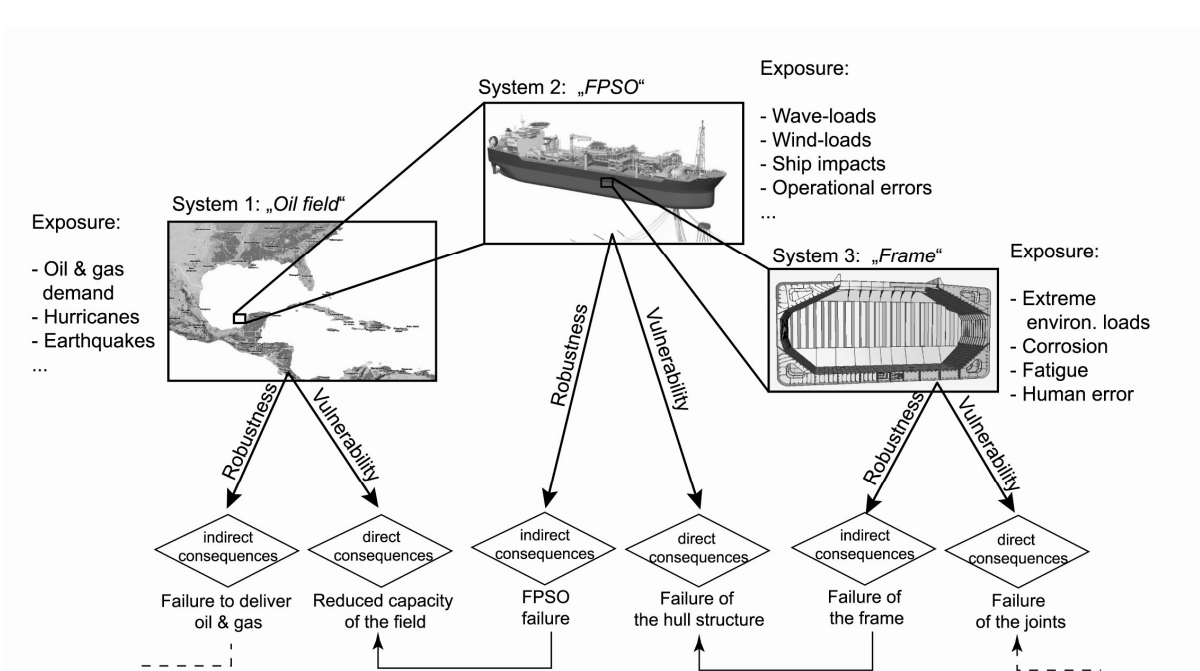 System 2: „FPSO“
Exposure:
- Wave-loads
- Wind-loads
- Ship impacts
- Operational errors
...
System 1: „Oil field“
Exposure:
- Oil & gas
demand
- Hurricanes
- Earthquakes
...
System 3: „Frame“
Exposure:
- Extreme
environ. loads
- Corrosion
- Fatigue
- Human error
Robustness
Vulnerability
Robustness
Vulnerability
Robustness
Vulnerability
indirect
consequences
Failure to deliver
oil & gas
direct
consequences
Reduced capacity
of the field
indirect
consequences
FPSO
failure
direct
consequences
Failure of
the hull structure
indirect
consequences
Failure of
the frame
direct
consequences
Failure
of the joints